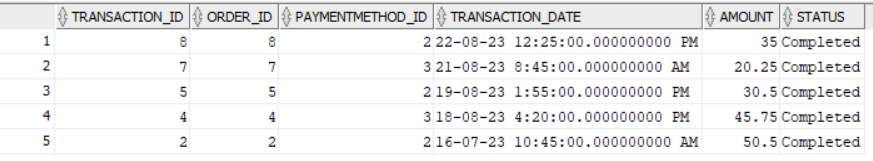 TRANSACTION_ID ORDER_ID PAYMENTMETHOD_ID TRANSACTION_DATE AMOUNT STATUS
1 8 8 2 22-08-23 12:25:00.000000000 PM 35 Completed
2 7 7 3 21-08-23 8:45:00.000000000 AM 20.25 Completed
3 5 5 2 19-08-23 1:55:00.000000000 PM 30.5 Completed
4 4 4 3 18-08-23 4:20:00.000000000 PM 45.75 Completed
5 2 2 2 16-07-23 10:45:00.000000000 AM 50.5 Completed